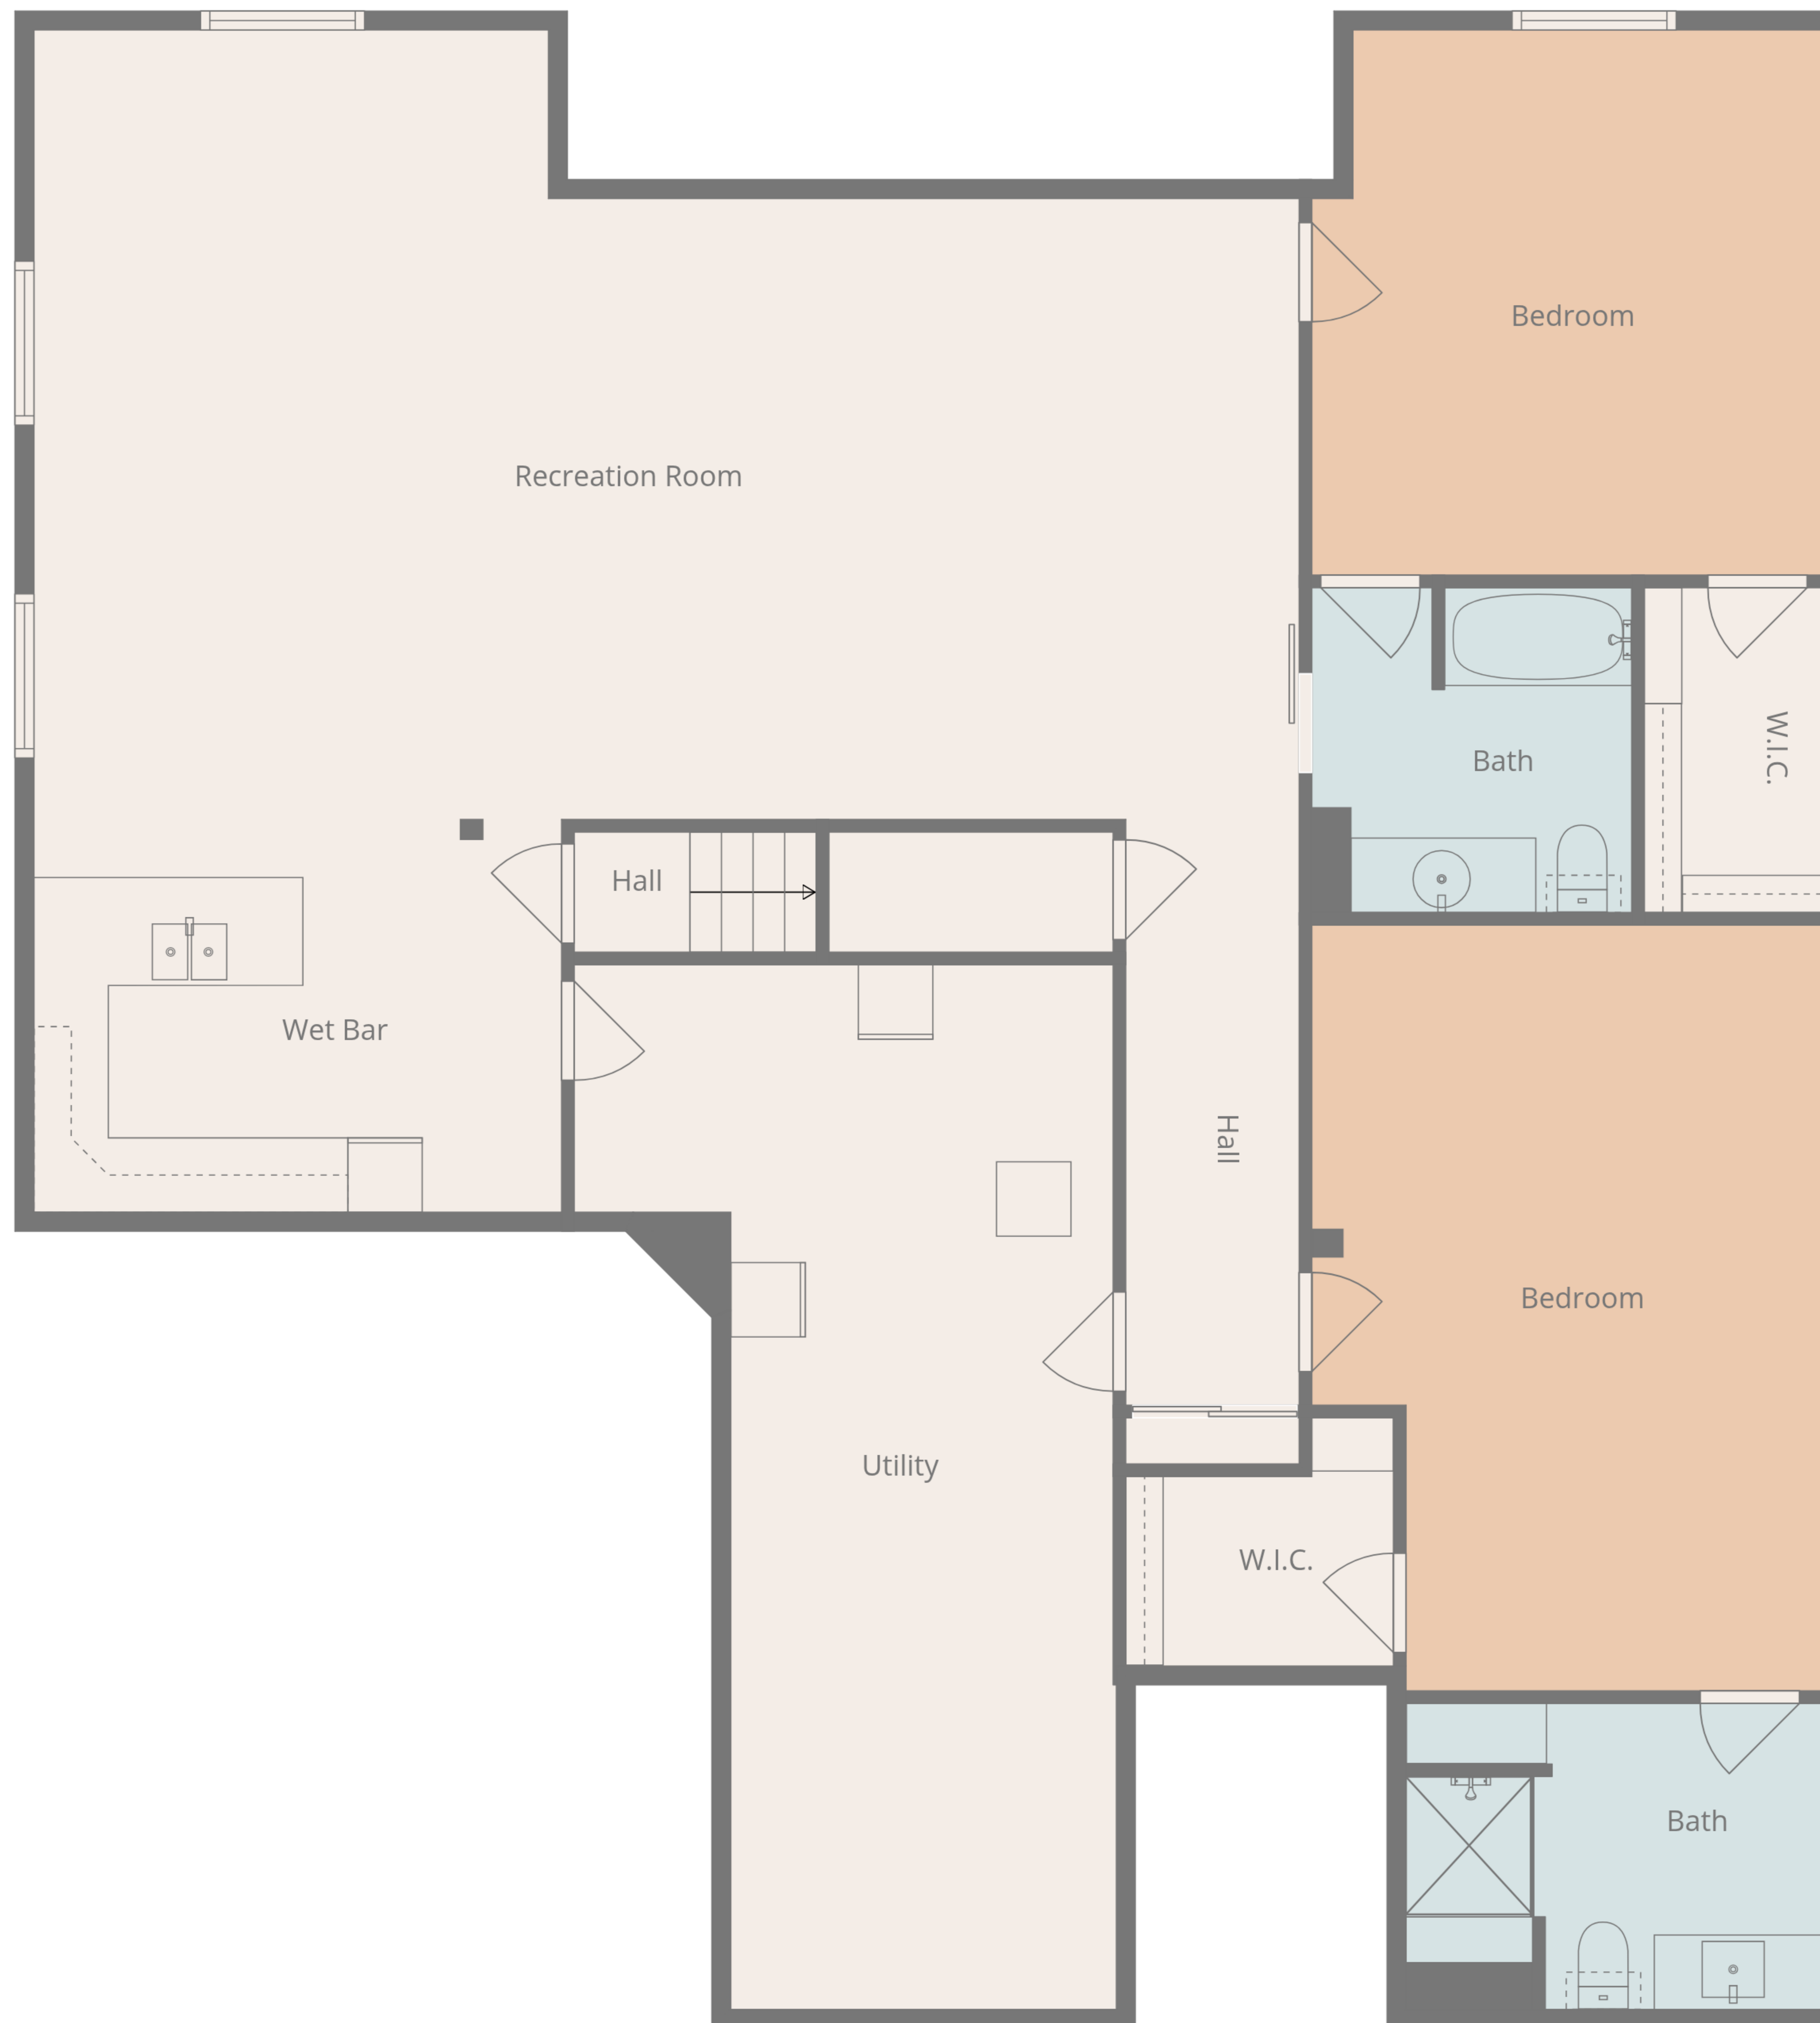 Bedroom
Recreation Room
W.I.C.
Bath
Hall
Wet Bar
Hall
Bedroom
Utility
W.I.C.
Bath